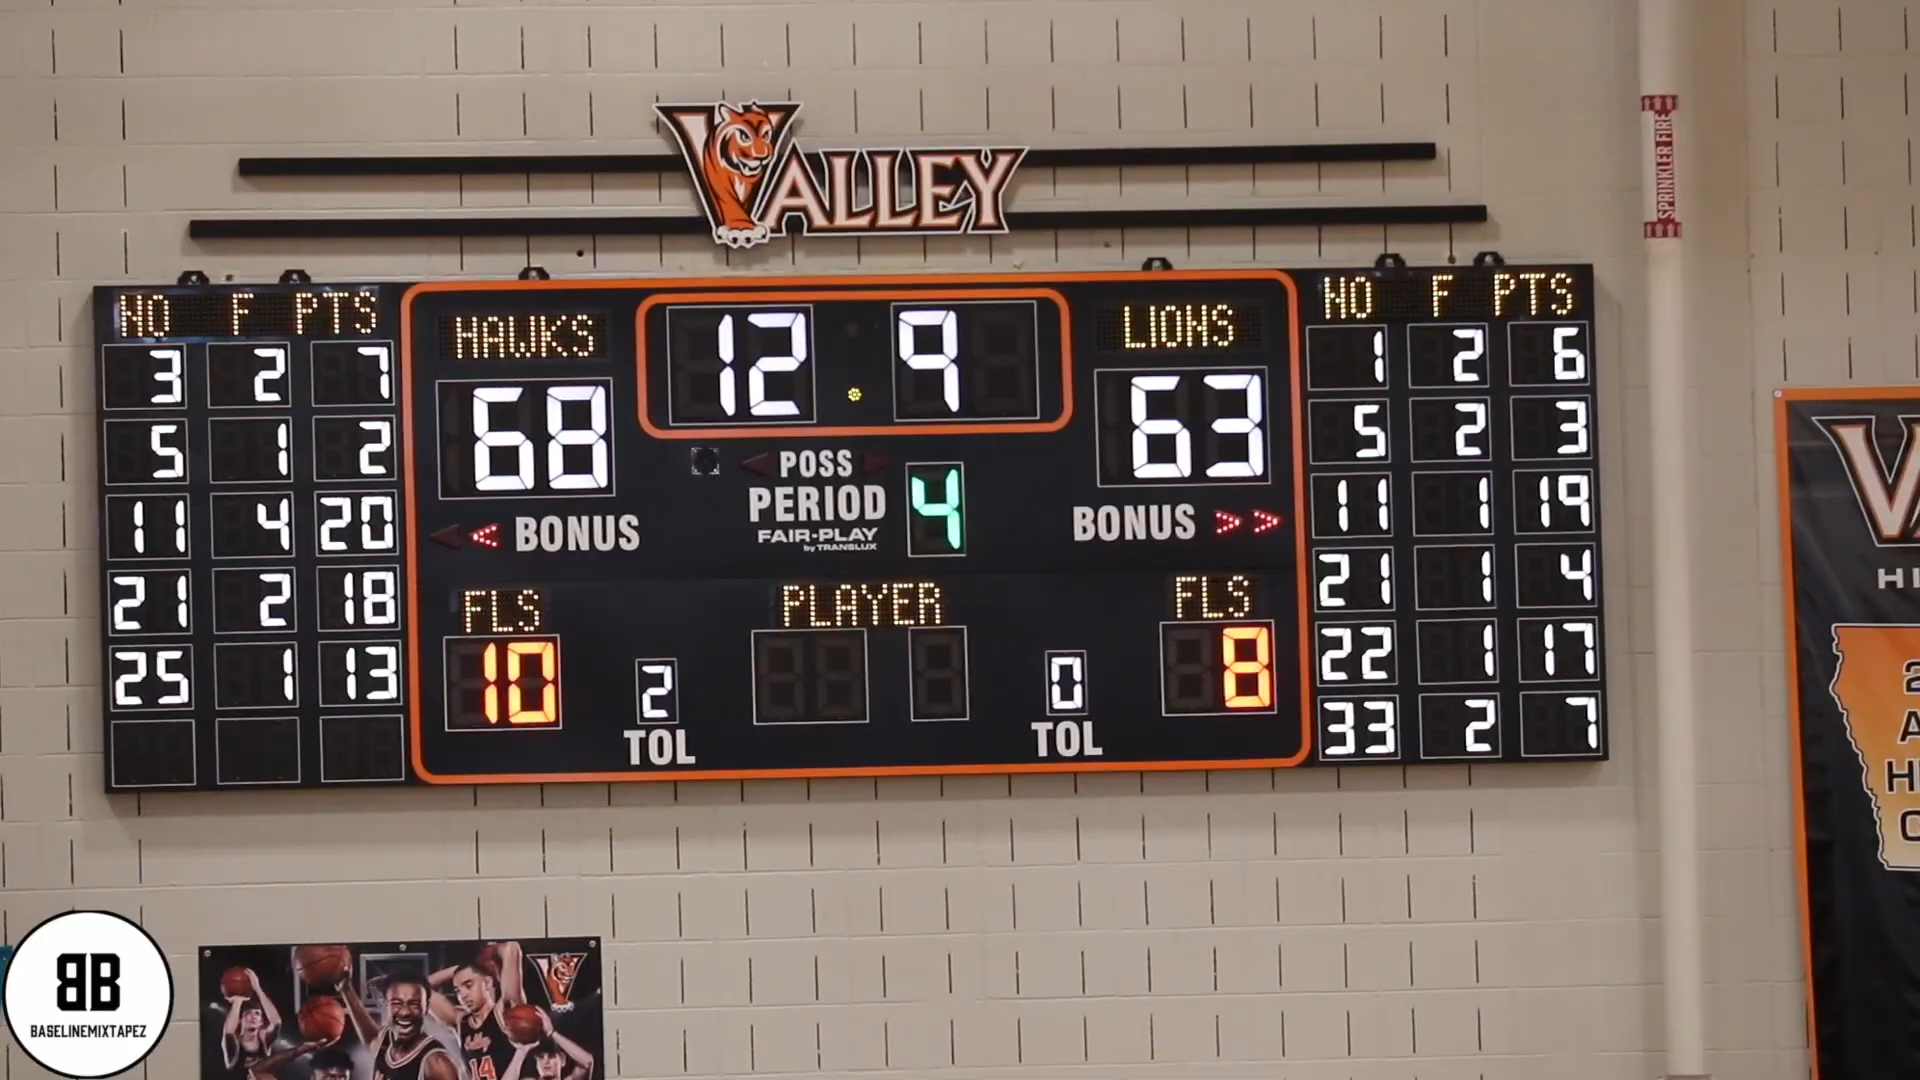 VALLEY
SPRINKLER FIRE
NO F PTS
3 2 7
5 1 2
11 4 20
21 2 18
25 1 13
HAWKS
68
BONUS
FLS
10
2
TOL
12.9
POSS
PERIOD
4
FAIR-PLAY
by TRANSLUX
PLAYER
LIONS
63
BONUS
FLS
8
0
TOL
NO F PTS
1 2 6
5 2 3
11 1 19
21 1 4
22 1 17
33 2 7
BB
BASELINEMIXTAPEZ
14